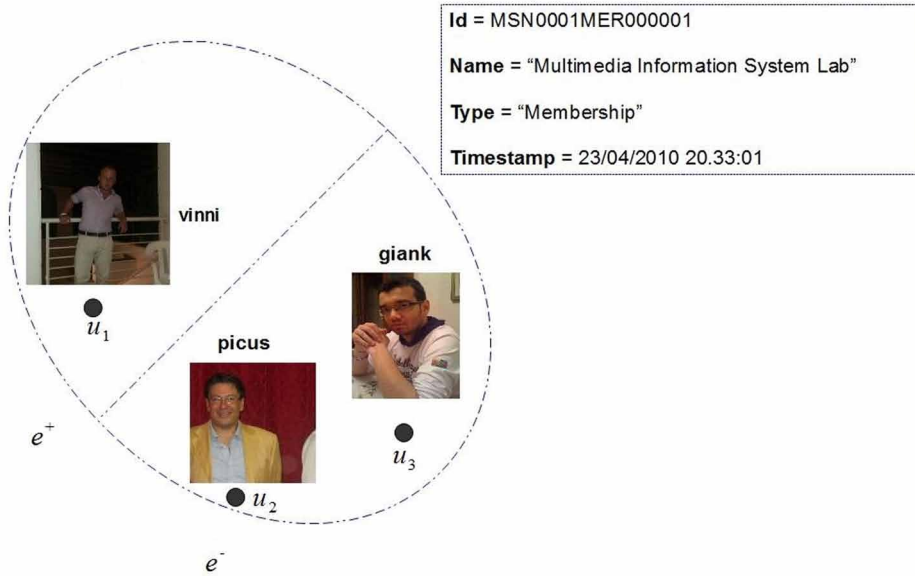 Id = MSN0001MER000001
Name = “Multimedia Information System Lab”
Type = “Membership”
Timestamp = 23/04/2010 20.33:01
vinni
giank
u₁
picus
e⁺
u₃
u₂
e⁻